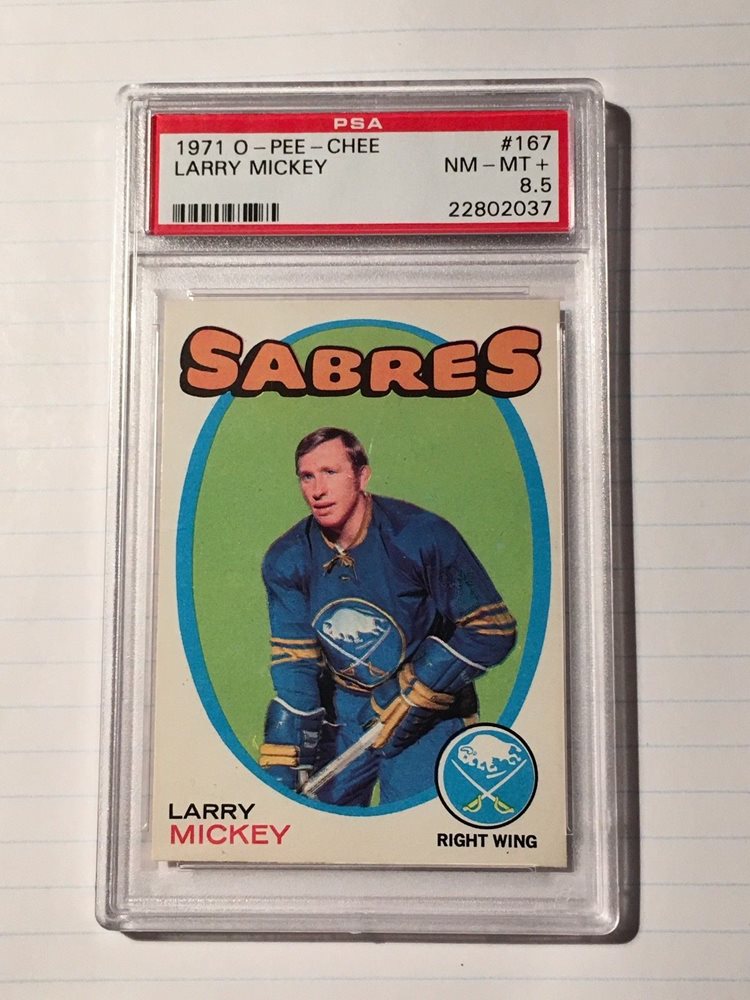 PSA
1971 O-PEE-CHEE #167
LARRY MICKEY NM-MT+
8.5
22802037
SABRES
LARRY
MICKEY
RIGHT WING